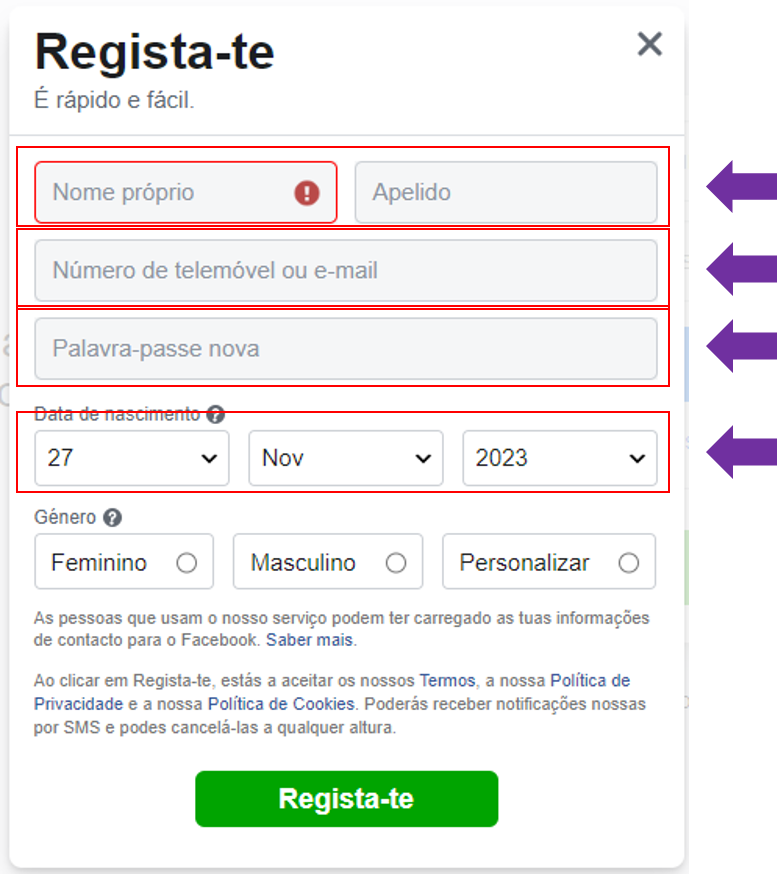 Regista-te
É rápido e fácil.
Nome próprio Apelido
Número de telemóvel ou e-mail
Palavra-passe nova
Data de nascimento
27 Nov 2023
Género
Feminino Masculino Personalizar
As pessoas que usam o nosso serviço podem ter carregado as tuas informações
de contacto para o Facebook. Saber mais.
Ao clicar em Regista-te, estás a aceitar os nossos Termos, a nossa Política de
Privacidade e a nossa Política de Cookies. Poderás receber notificações nossas
por SMS e podes cancelá-las a qualquer altura.
Regista-te